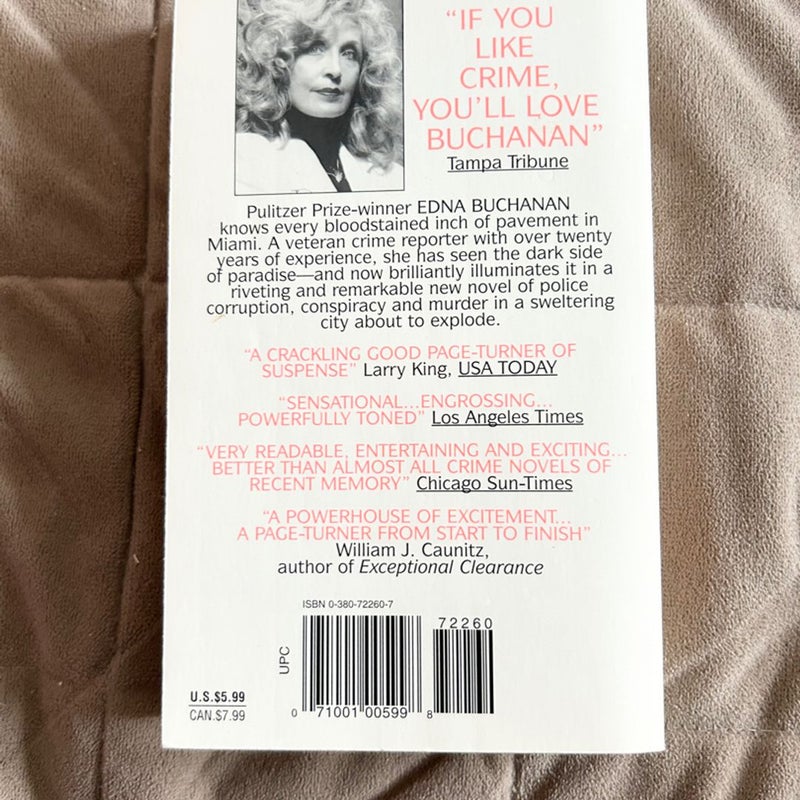 “IF YOU
LIKE
CRIME,
YOU’LL LOVE
BUCHANAN”
Tampa Tribune
Pulitzer Prize-winner EDNA BUCHANAN
knows every bloodstained inch of pavement in
Miami. A veteran crime reporter with over twenty
years of experience, she has seen the dark side
of paradise—and now brilliantly illuminates it in a
riveting and remarkable new novel of police
corruption, conspiracy and murder in a sweltering
city about to explode.
“A CRACKLING GOOD PAGE-TURNER OF
SUSPENSE” Larry King, USA TODAY
“SENSATIONAL...ENGROSSING...
POWERFULLY TONED” Los Angeles Times
“VERY READABLE, ENTERTAINING AND EXCITING...
BETTER THAN ALMOST ALL CRIME NOVELS OF
RECENT MEMORY” Chicago Sun-Times
“A POWERHOUSE OF EXCITEMENT...
A PAGE-TURNER FROM START TO FINISH”
William J. Caunitz,
author of Exceptional Clearance
ISBN 0-380-72260-7
72260
UPC
U.S.$5.99
CAN.$7.99
0 71001 00599 8